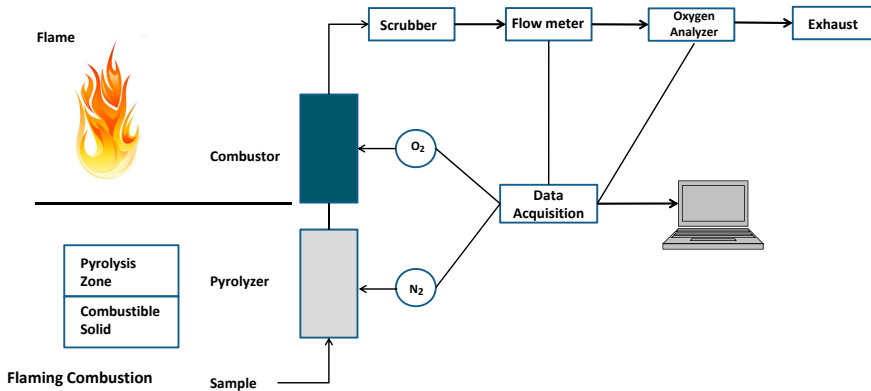 Flame
Scrubber
Flow meter
Oxygen
Analyzer
Exhaust
Combustor
O₂
Data
Acquisition
Pyrolysis
Zone
Combustible
Solid
Pyrolyzer
N₂
Flaming Combustion
Sample